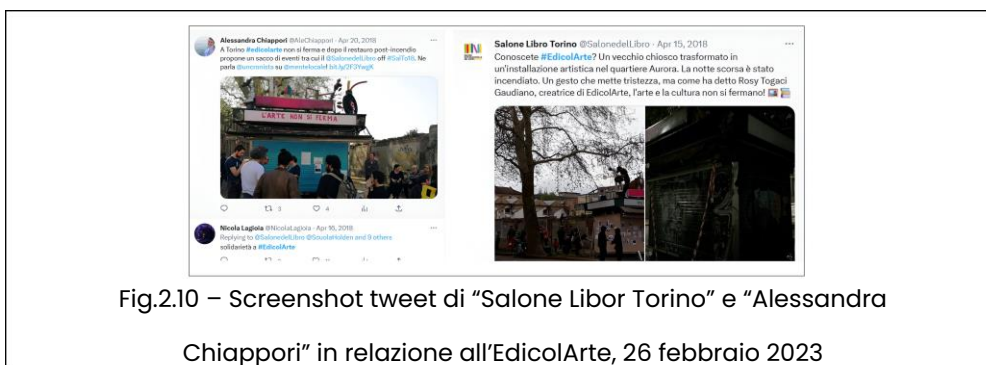 Alessandra Chiappori @AleChiappori · Apr 20, 2018
A Torino #edicolarte non si ferma e dopo il restauro post-incendio
propone un sacco di eventi tra cui il @SalonedelLibro off #SalTo18. Ne
parla @uncronista su @mentelocale!
L'ARTE NON SI FERMA
3
4
Nicola Lagioia @NicolaLagioia · Apr 16, 2018
Replying to @SalonedelLibro @ScuolaHolden and 9 others
solidarietà a #EdicolArte
Salone Libro Torino @SalonedelLibro · Apr 15, 2018
Conoscete #EdicolArte? Un vecchio chiosco trasformato in
un'installazione artistica nel quartiere Aurora. La notte scorsa è stato
incendiato. Un gesto che mette tristezza, ma come ha detto Rosy Togaci
Gaudiano, creatrice di EdicolArte, l'arte e la cultura non si fermano!
Fig.2.10 – Screenshot tweet di “Salone Libor Torino” e “Alessandra
Chiappori” in relazione all’EdicolArte, 26 febbraio 2023